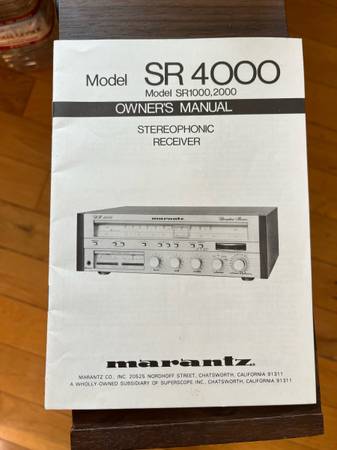 Model SR 4000
Model SR1000,2000
OWNER'S MANUAL
STEREOPHONIC
RECEIVER
marantz
marantz
MARANTZ CO., INC. 20525 NORDHOFF STREET, CHATSWORTH, CALIFORNIA 91311
A WHOLLY-OWNED SUBSIDIARY OF SUPERSCOPE INC., CHATSWORTH, CALIFORNIA 91311